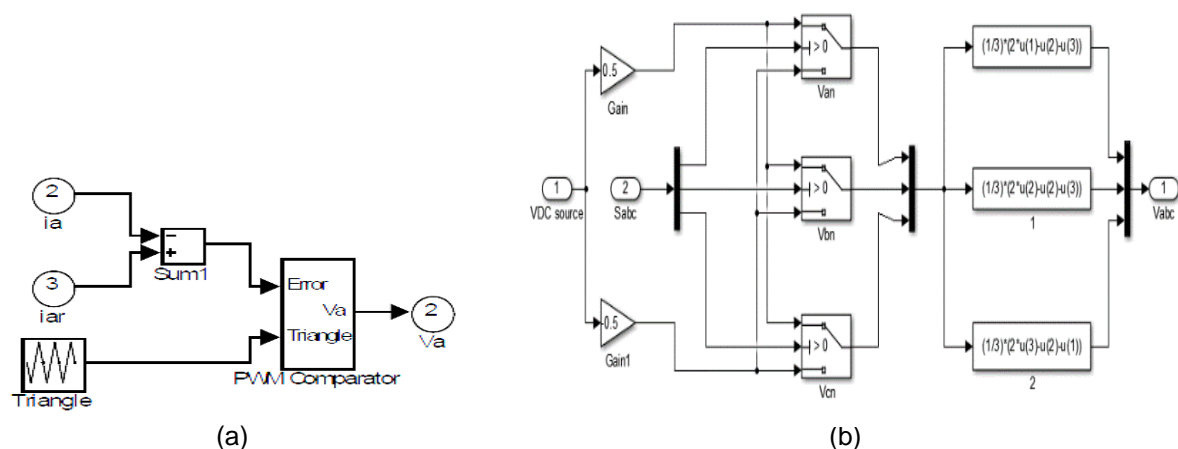 2
ia
3
iar
Sum1
Error
Va
Triangle
PWM Comparator
2
Va
Triangle
(a)
1
VDC source
0.5
Gain
-0.5
Gain1
2
Sabc
> 0
Van
> 0
Vbn
> 0
Vcn
(1/3)*(2*u(1)-u(2)-u(3))
(1/3)*(2*u(2)-u(2)-u(3))
1
(1/3)*(2*u(3)-u(2)-u(1))
2
1
Vabc
(b)